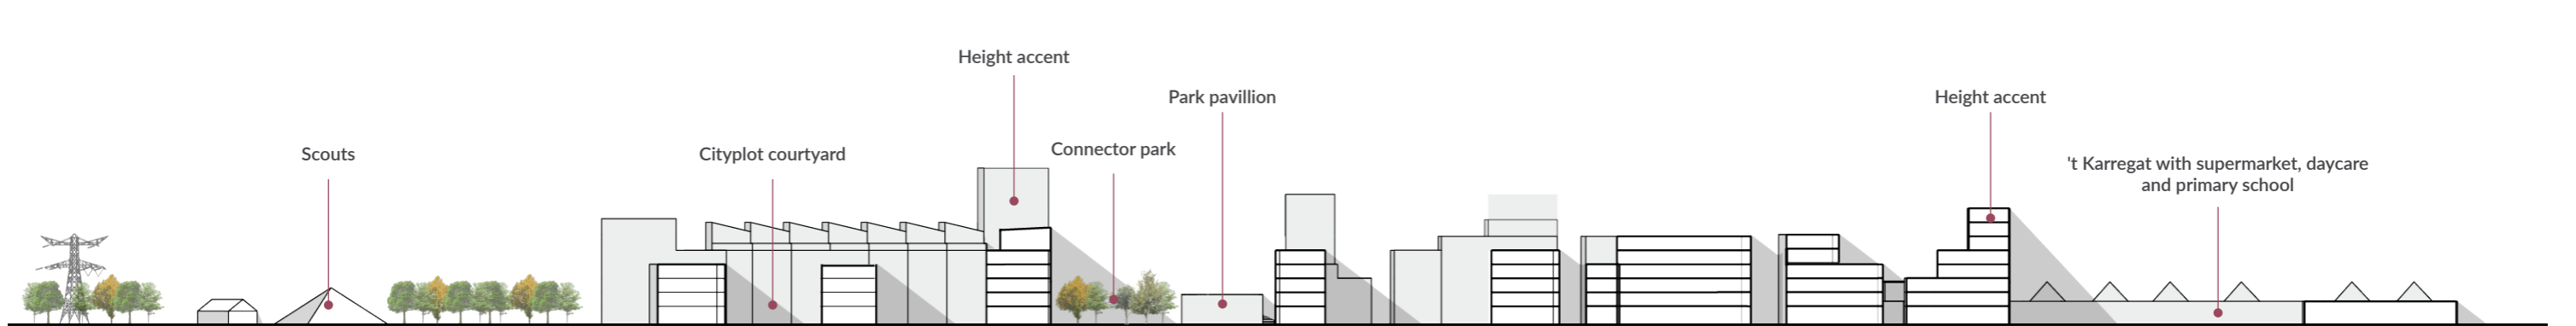 Scouts
Cityplot courtyard
Height accent
Connector park
Park pavillion
Height accent
't Karregat with supermarket, daycare
and primary school